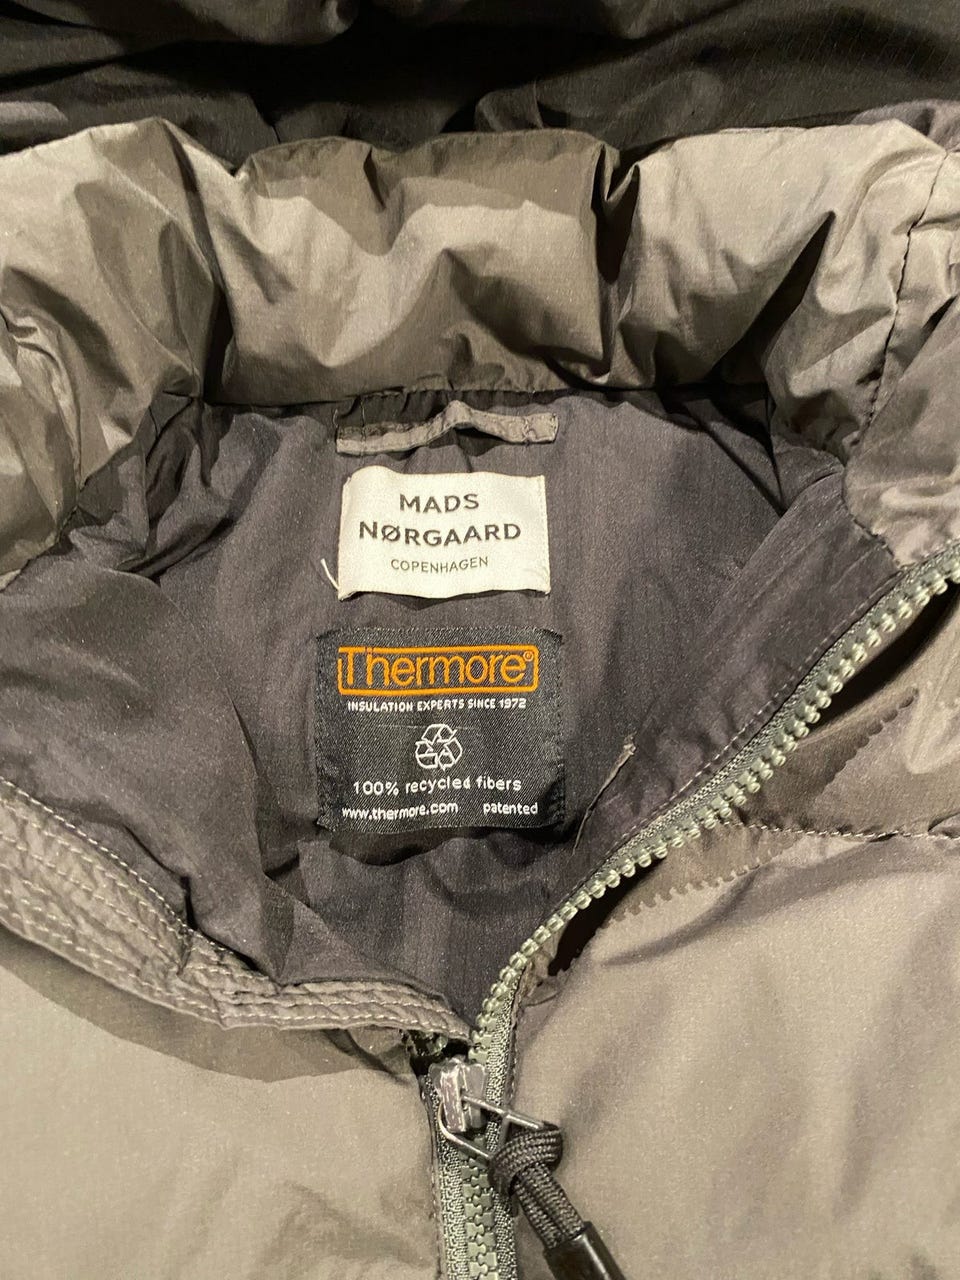 MADS
NØRGAARD
COPENHAGEN
Thermore®
INSULATION EXPERTS SINCE 1972
100% recycled fibers
www.thermore.com patented